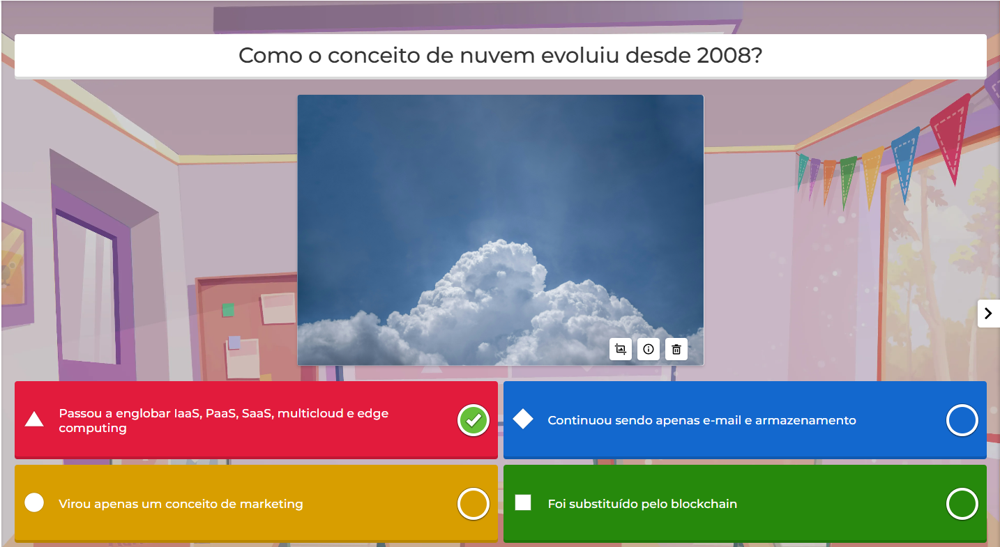 Como o conceito de nuvem evoluiu desde 2008?
Passou a englobar IaaS, PaaS, SaaS, multicloud e edge
computing
Continuou sendo apenas e-mail e armazenamento
Virou apenas um conceito de marketing
Foi substituído pelo blockchain